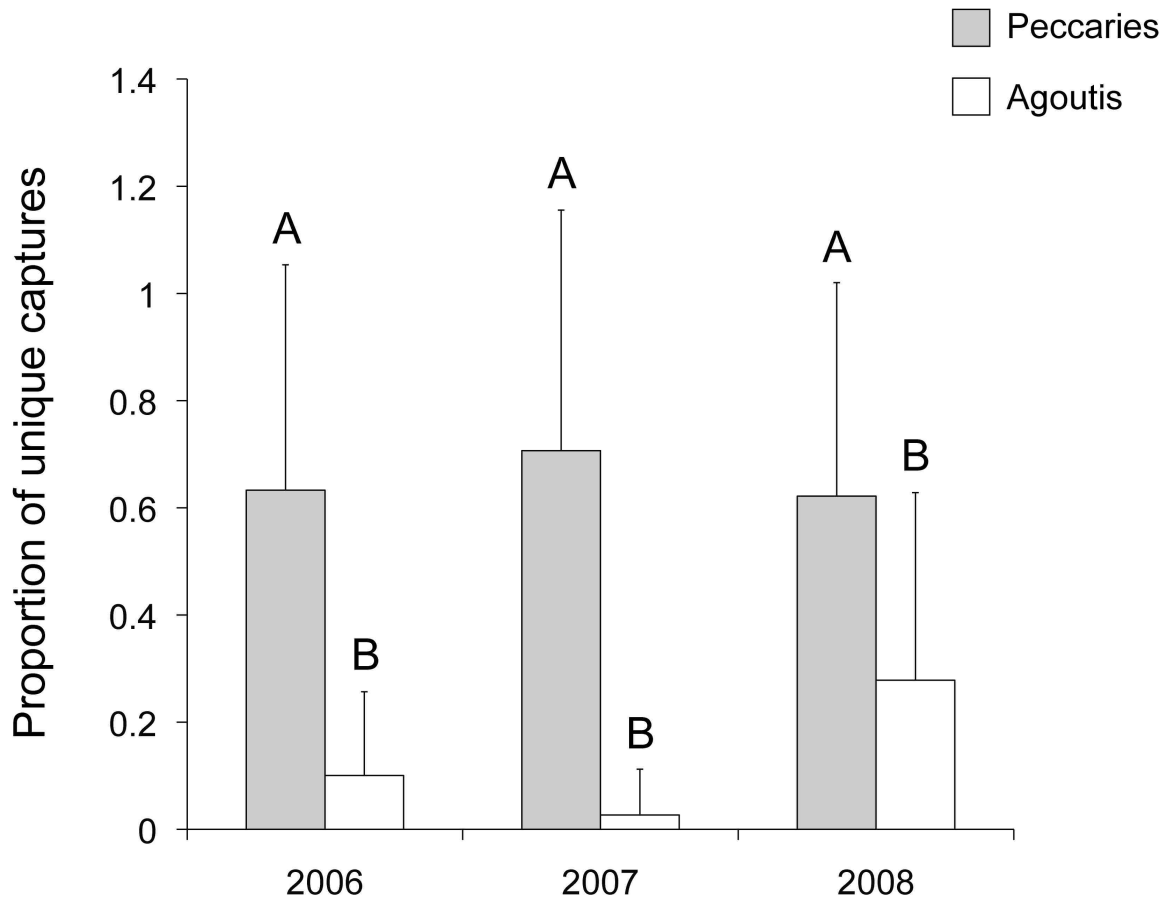 Peccaries
Agoutis
Proportion of unique captures
1.4
1.2
1
0.8
0.6
0.4
0.2
0
A
B
A
B
A
B
2006
2007
2008